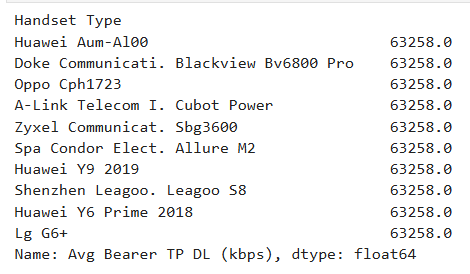 Handset Type
Huawei Aum-Al00 63258.0
Doke Communicati. Blackview Bv6800 Pro 63258.0
Oppo Cph1723 63258.0
A-Link Telecom I. Cubot Power 63258.0
Zyxel Communicat. Sbg3600 63258.0
Spa Condor Elect. Allure M2 63258.0
Huawei Y9 2019 63258.0
Shenzhen Leagoo. Leagoo S8 63258.0
Huawei Y6 Prime 2018 63258.0
Lg G6+ 63258.0
Name: Avg Bearer TP DL (kbps), dtype: float64